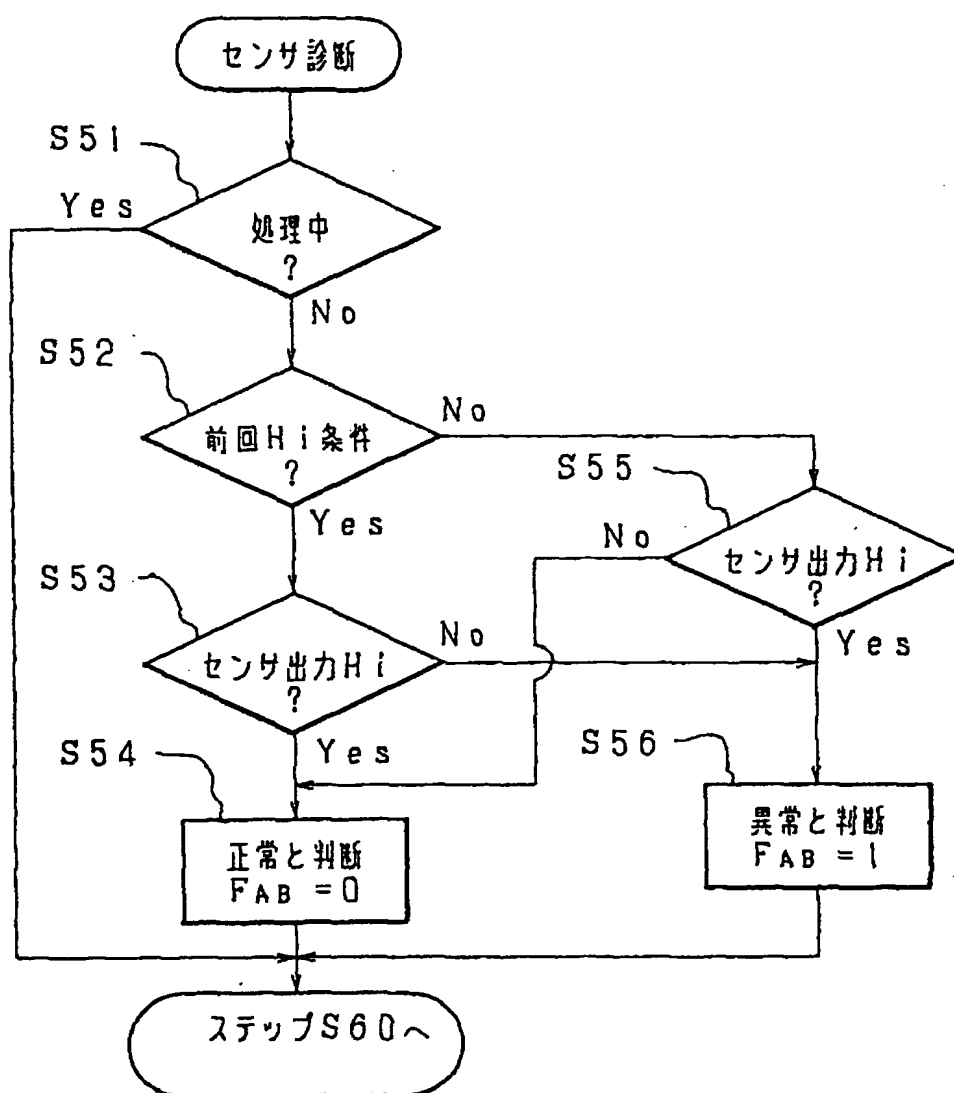 センサ診断
S51
Yes
処理中
?
No
S52
前回Hi条件
?
No
Yes
S55
センサ出力Hi
?
No
Yes
S53
センサ出力Hi
?
No
Yes
S54
正常と判断
FAB =0
S56
異常と判断
FAB =1
ステップS60へ